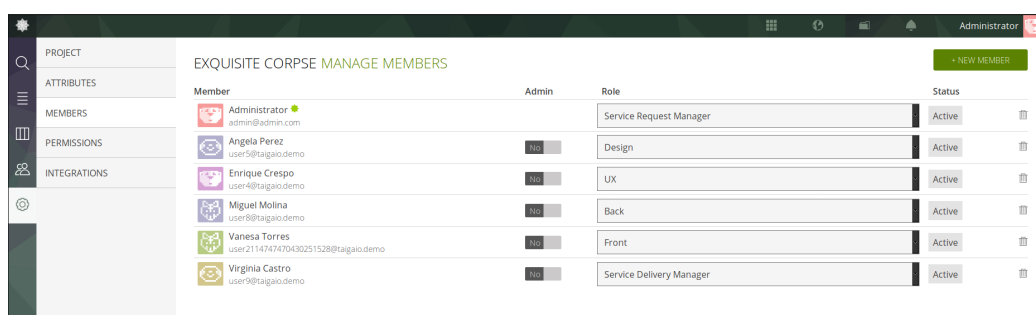 Administrator
PROJECT
ATTRIBUTES
MEMBERS
PERMISSIONS
INTEGRATIONS
EXQUISITE CORPSE MANAGE MEMBERS
+ NEW MEMBER
Member Admin Role Status
Administrator
admin@admin.com
Service Request Manager Active
Angela Perez
user5@taigaio.demo
No Design Active
Enrique Crespo
user4@taigaio.demo
No UX Active
Miguel Molina
user8@taigaio.demo
No Back Active
Vanesa Torres
user2114747470430251528@taigaio.demo
No Front Active
Virginia Castro
user9@taigaio.demo
No Service Delivery Manager Active